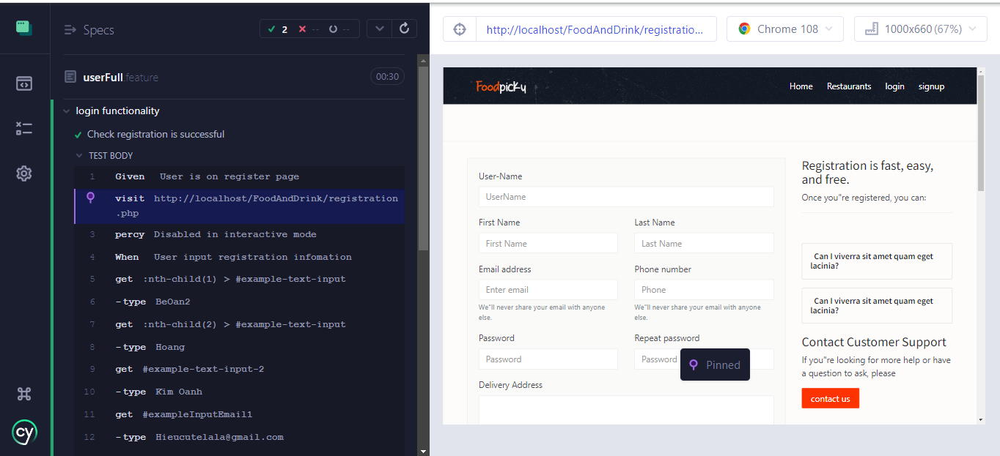 Specs
2
--
--
userFull.feature
00:30
login functionality
Check registration is successful
TEST BODY
1 Given User is on register page
visit http://localhost/FoodAndDrink/registration
.php
3 percy Disabled in interactive mode
4 When User input registration infomation
5 get :nth-child(1) > #example-text-input
6 -type BeOan2
7 get :nth-child(2) > #example-text-input
8 -type Hoang
9 get #example-text-input-2
10 -type Kim Oanh
11 get #exampleInputEmail1
12 -type Hieucutelala@gmail.com
cy
http://localhost/FoodAndDrink/registratio...
Chrome 108
1000x660 (67%)
Foodpicky
Home Restaurants login signup
User-Name
UserName
First Name
Last Name
First Name
Last Name
Email address
Phone number
Enter email
Phone
We"ll never share your email with anyone
else.
We"ll never share your email with anyone
else.
Password
Repeat password
Password
Password
Pinned
Delivery Address
Registration is fast, easy,
and free.
Once you"re registered, you can:
Can I viverra sit amet quam eget
lacinia?
Can I viverra sit amet quam eget
lacinia?
Contact Customer Support
If you"re looking for more help or have
a question to ask, please
contact us